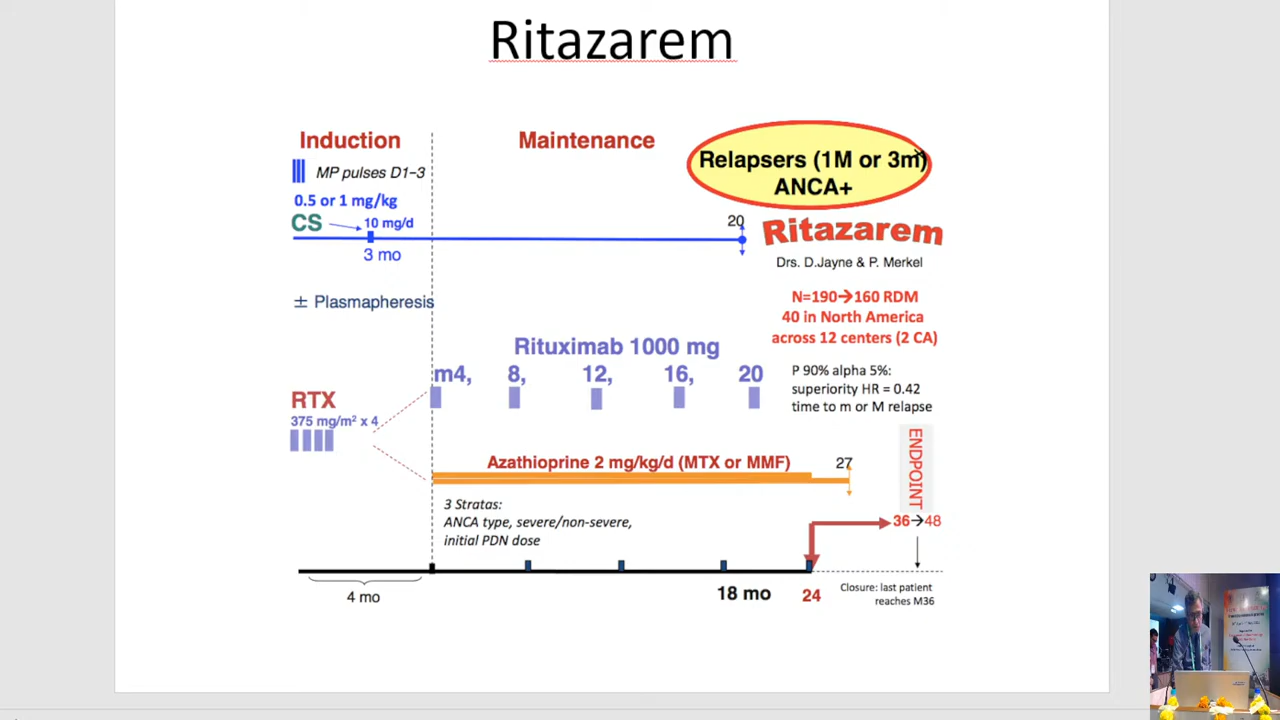 Ritazarem
Induction
Maintenance
Relapsers (1M or 3m)
ANCA+
MP pulses D1–3
0.5 or 1 mg/kg
CS
10 mg/d
3 mo
20
Ritazarem
Drs. D.Jayne & P. Merkel
± Plasmapheresis
N=190→160 RDM
40 in North America
across 12 centers (2 CA)
Rituximab 1000 mg
m4, 8, 12, 16, 20
P 90% alpha 5%:
superiority HR = 0.42
time to m or M relapse
RTX
375 mg/m² x 4
Azathioprine 2 mg/kg/d (MTX or MMF)
27
ENDPOINT
3 Stratas:
ANCA type, severe/non-severe,
initial PDN dose
36→48
4 mo
18 mo
24
Closure: last patient
reaches M36